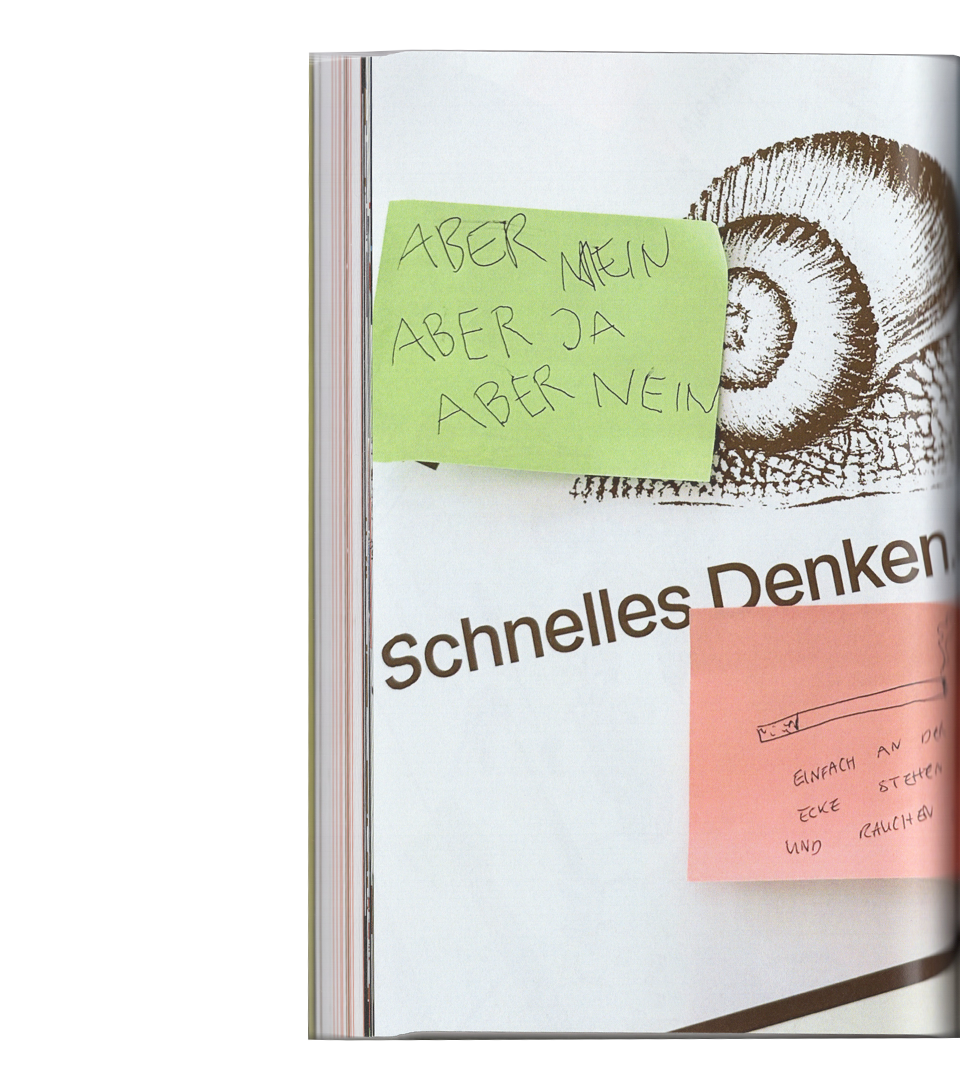 ABER NEIN
ABER JA
ABER NEIN
Schnelles Denken
EINFACH AN DER
ECKE STEHEN
UND RAUCHEN